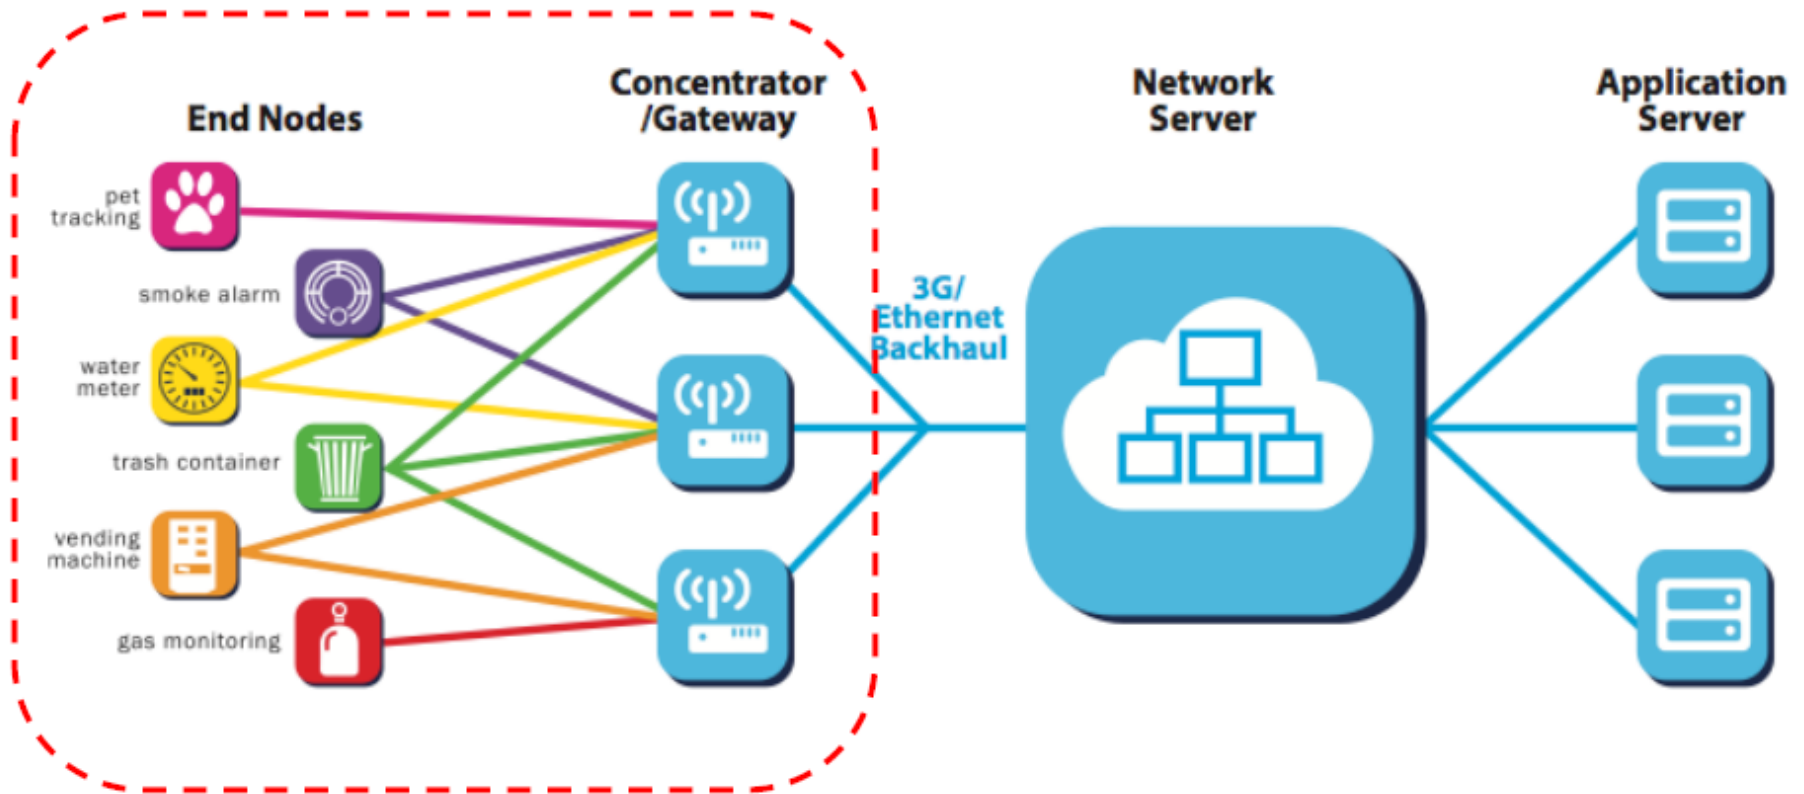 End Nodes
Concentrator
/Gateway
Network
Server
Application
Server
pet
tracking
smoke alarm
water
meter
trash container
vending
machine
gas monitoring
3G/
Ethernet
Backhaul